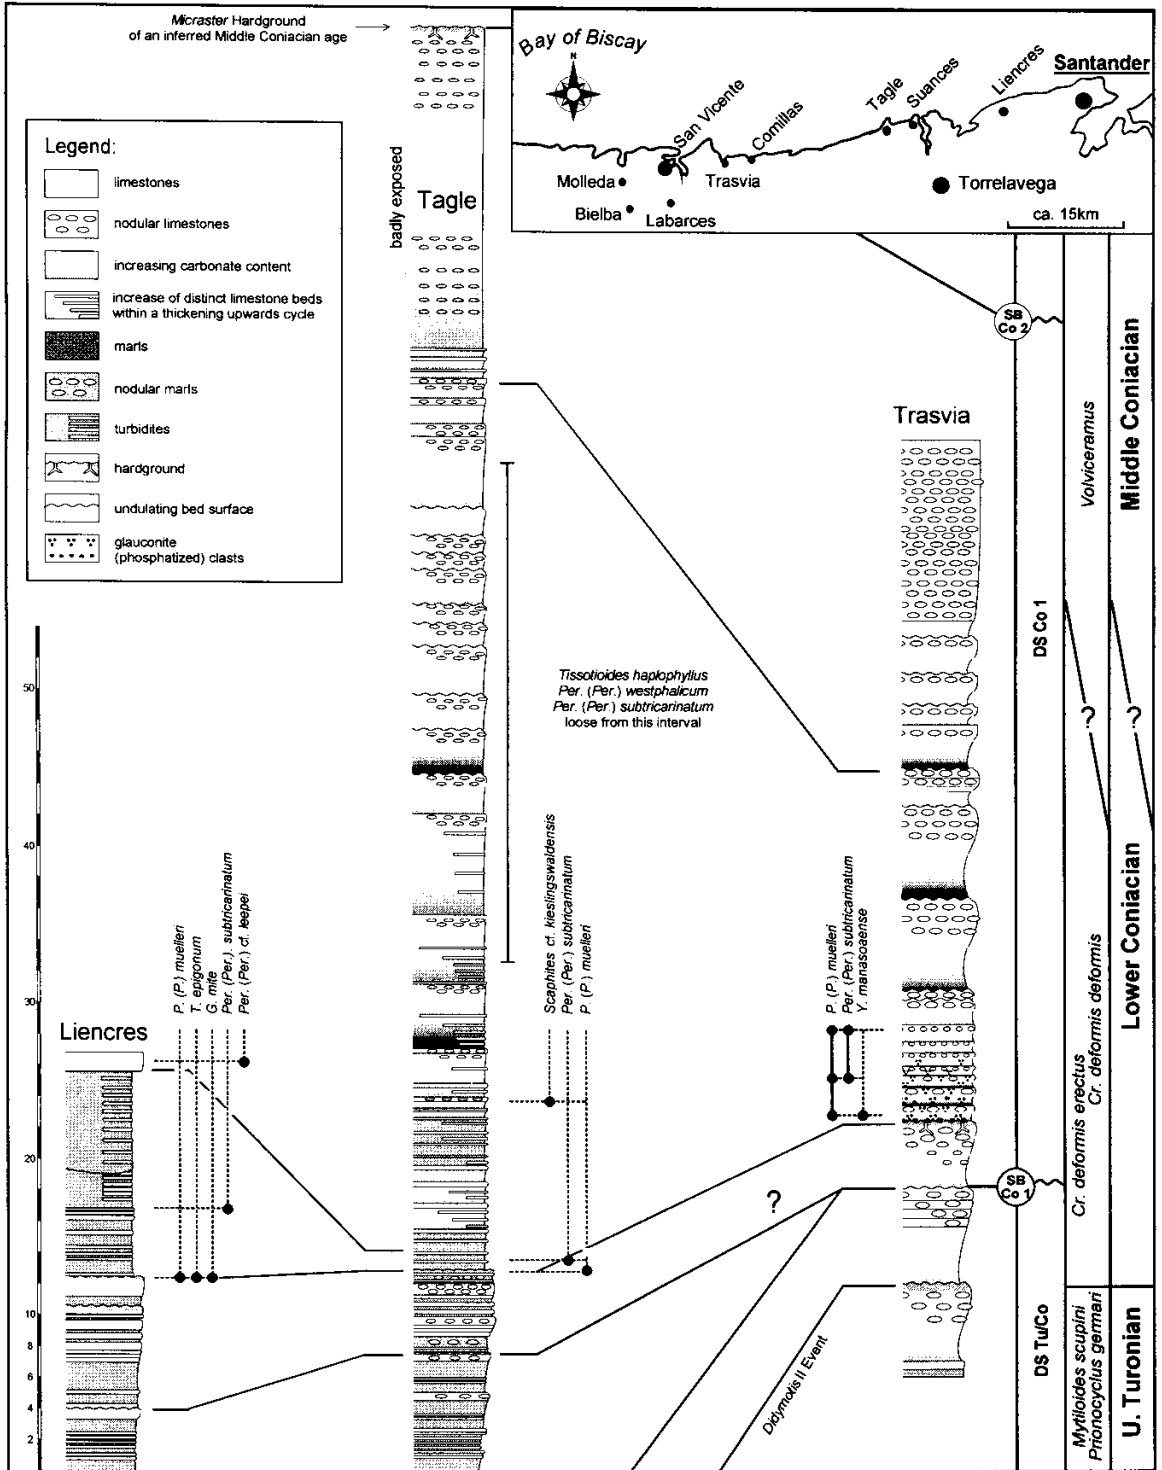 Micraster Hardground
of an inferred Middle Coniacian age
Bay of Biscay
N
San Vicente
Comillas
Tagle
Suances
Liencres
Santander
Molleda
Trasvia
Torrelavega
Bielba
Labarces
ca. 15km
Legend:
limestones
nodular limestones
increasing carbonate content
increase of distinct limestone beds
within a thickening upwards cycle
marls
nodular marls
turbidites
hardground
undulating bed surface
glauconite
(phosphatized) clasts
badly exposed
Tagle
Trasvia
Liencres
Tissotioides haplophyllus
Per. (Per.) westphalicum
Per. (Per.) subtricarinatum
loose from this interval
50
40
30
20
10
8
6
4
2
P. (P.) muelleri
T. epigonum
G. mite
Per. (Per.). subtricarinatum
Per. (Per.) cf. leepei
Scaphites cf. kieslingswaldensis
Per. (Per.) subtricarinatum
P. (P.) muelleri
P. (P.) muelleri
Per. (Per.) subtricarinatum
Y. manasoaense
?
Didymotis II Event
SB
Co 2
SB
Co 1
DS Co 1
DS Tu/Co
Volviceramus
?
Cr. deformis erectus
Cr. deformis deformis
Mytiloides scupini
Prionocyclus germari
Middle Coniacian
?
Lower Coniacian
U. Turonian